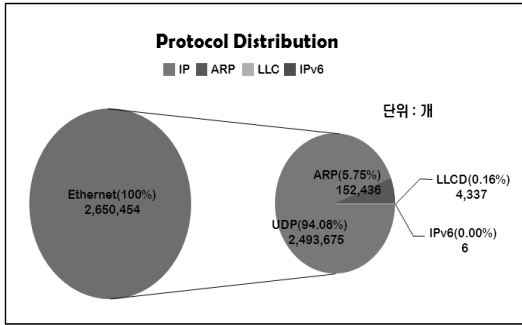 Protocol Distribution
IP ARP LLC IPv6
단위 : 개
Ethernet(100%)
2,650,454
ARP(5.75%)
152,436
UDP(94.08%)
2,493,675
LLCD(0.16%)
4,337
IPv6(0.00%)
6